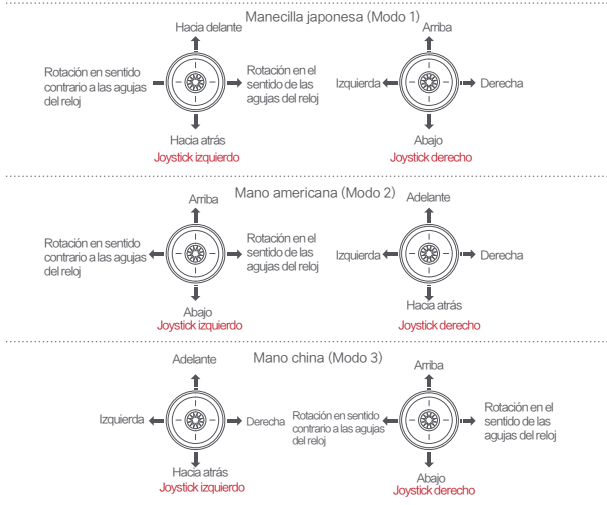 Manecilla japonesa (Modo 1)
Hacia delante
Arriba
Rotación en sentido
contrario a las agujas
del reloj
Rotación en el
sentido de las
agujas del reloj
Izquierda
Derecha
Hacia atrás
Abajo
Joystick izquierdo
Joystick derecho
Mano americana (Modo 2)
Arriba
Adelante
Rotación en sentido
contrario a las agujas
del reloj
Rotación en el
sentido de las
agujas del reloj
Izquierda
Derecha
Abajo
Hacia atrás
Joystick izquierdo
Joystick derecho
Mano china (Modo 3)
Adelante
Arriba
Izquierda
Derecha
Rotación en sentido
contrario a las agujas
del reloj
Rotación en el
sentido de las
agujas del reloj
Hacia atrás
Abajo
Joystick izquierdo
Joystick derecho